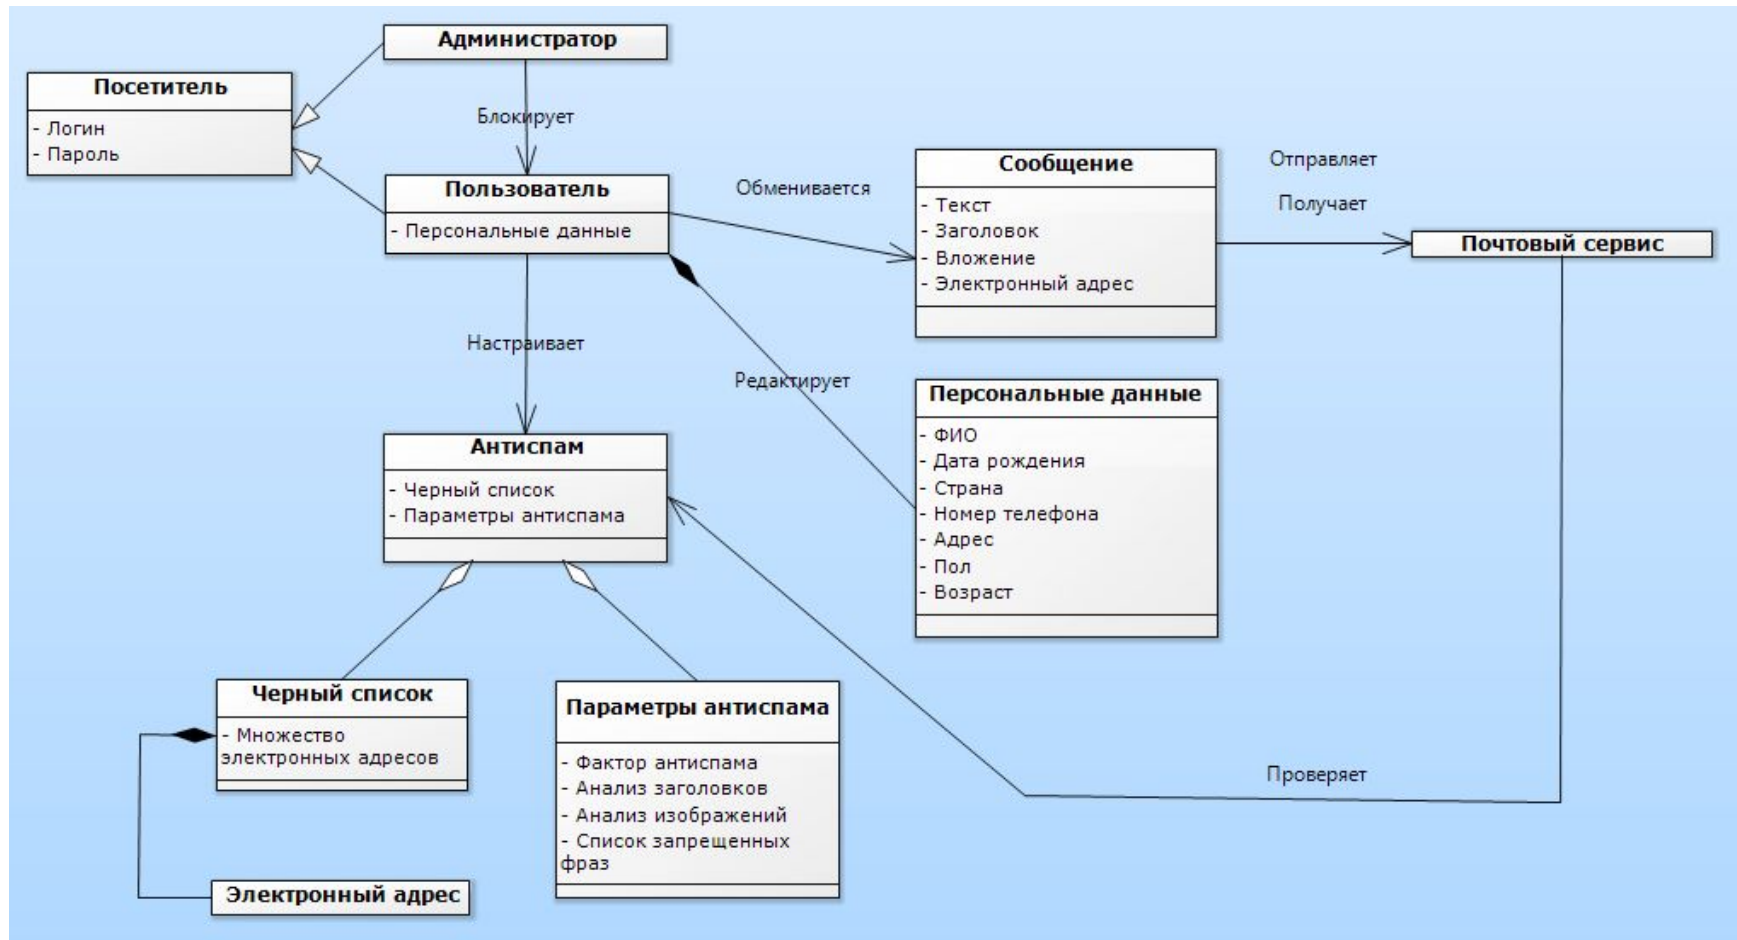 Администратор
Посетитель
- Логин
- Пароль
Блокирует
Пользователь
- Персональные данные
Обменивается
Сообщение
- Текст
- Заголовок
- Вложение
- Электронный адрес
Отправляет
Получает
Почтовый сервис
Настраивает
Редактирует
Персональные данные
- ФИО
- Дата рождения
- Страна
- Номер телефона
- Адрес
- Пол
- Возраст
Антиспам
- Черный список
- Параметры антиспама
Черный список
- Множество
электронных адресов
Параметры антиспама
- Фактор антиспама
- Анализ заголовков
- Анализ изображений
- Список запрещенных
фраз
Проверяет
Электронный адрес